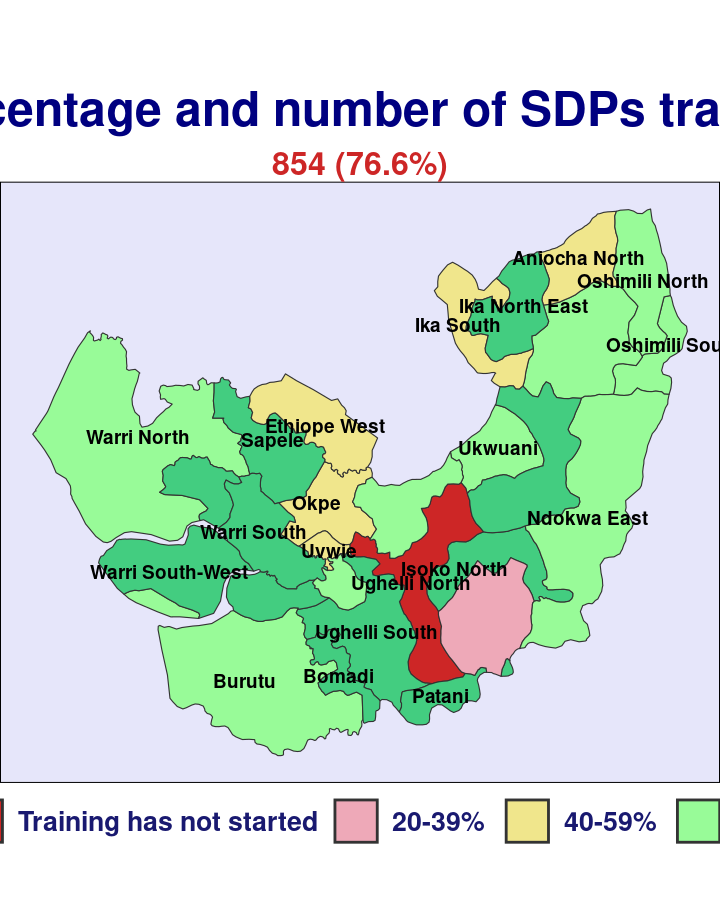 centage and number of SDPs tra
854 (76.6%)
Aniocha North
Oshimili North
Ika North East
Ika South
Oshimili Sou
Ethiope West
Warri North
Sapele
Ukwuani
Okpe
Ndokwa East
Warri South
Uvwie
Isoko North
Warri South-West
Ughelli North
Ughelli South
Bomadi
Burutu
Patani
Training has not started 20-39% 40-59%